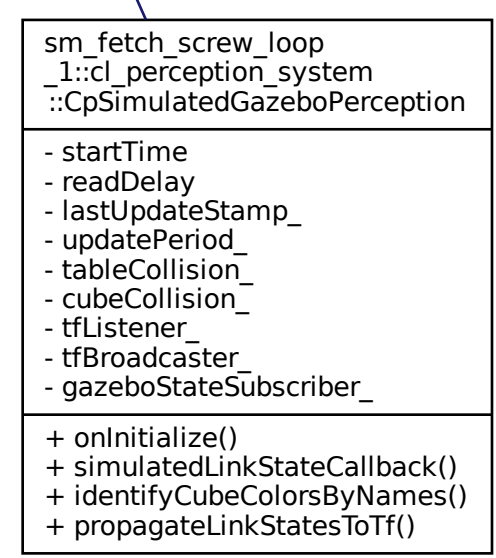 sm_fetch_screw_loop
_1::cl_perception_system
::CpSimulatedGazeboPerception
- startTime
- readDelay
- lastUpdateStamp_
- updatePeriod_
- tableCollision_
- cubeCollision_
- tfListener_
- tfBroadcaster_
- gazeboStateSubscriber_
+ onInitialize()
+ simulatedLinkStateCallback()
+ identifyCubeColorsByNames()
+ propagateLinkStatesToTf()